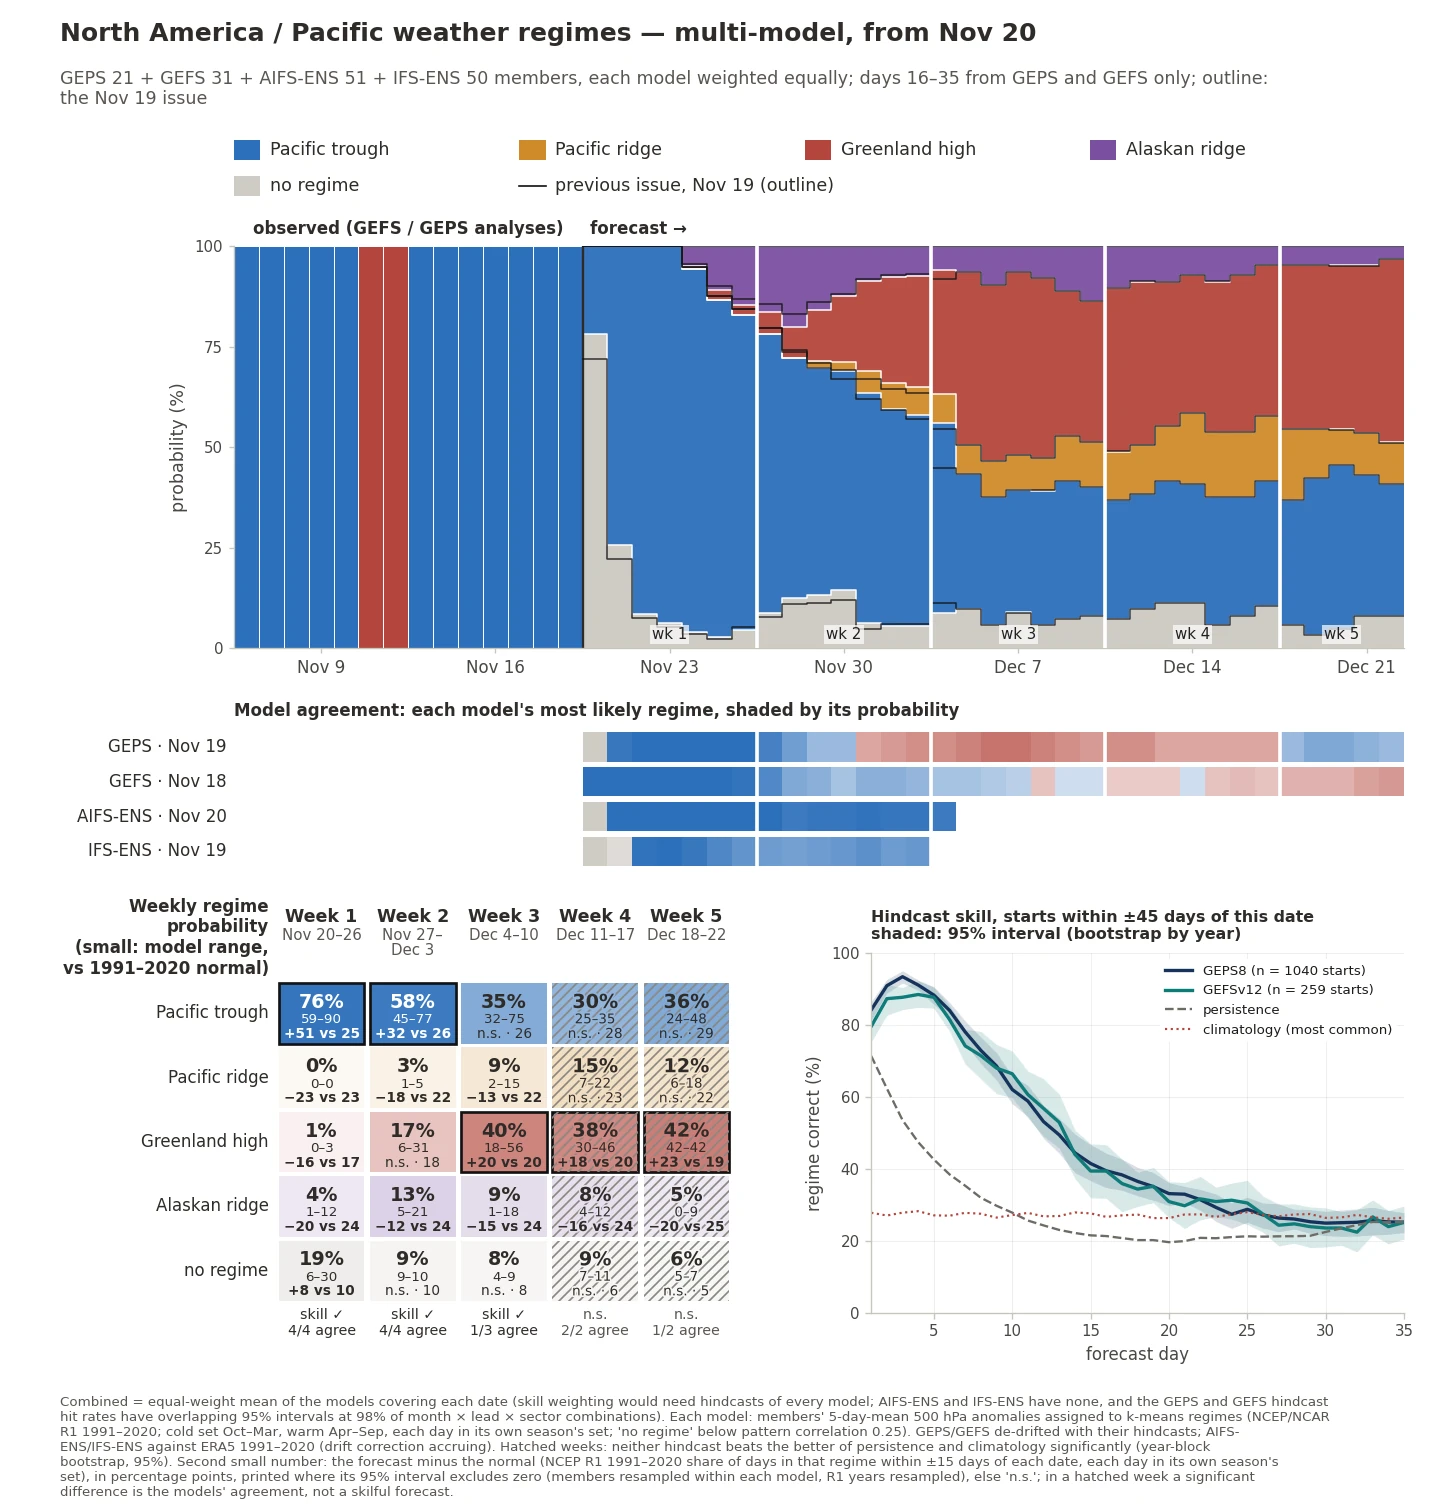 North America / Pacific weather regimes — multi-model, from Nov 20
GEPS 21 + GEFS 31 + AIFS-ENS 51 + IFS-ENS 50 members, each model weighted equally; days 16–35 from GEPS and GEFS only; outline:
the Nov 19 issue
Pacific trough
Pacific ridge
Greenland high
Alaskan ridge
no regime
previous issue, Nov 19 (outline)
observed (GEFS / GEPS analyses)
forecast →
probability (%)
100
75
50
25
0
wk 1
wk 2
wk 3
wk 4
wk 5
Nov 9
Nov 16
Nov 23
Nov 30
Dec 7
Dec 14
Dec 21
Model agreement: each model's most likely regime, shaded by its probability
GEPS · Nov 19
GEFS · Nov 18
AIFS-ENS · Nov 20
IFS-ENS · Nov 19
Weekly regime
probability
(small: model range,
vs 1991–2020 normal)
Week 1
Nov 20–26
Week 2
Nov 27–
Dec 3
Week 3
Dec 4–10
Week 4
Dec 11–17
Week 5
Dec 18–22
Pacific trough
76%
59–90
+51 vs 25
58%
45–77
+32 vs 26
35%
32–75
n.s. · 26
30%
25–35
n.s. · 28
36%
24–48
n.s. · 29
Pacific ridge
0%
0–0
−23 vs 23
3%
1–5
−18 vs 22
9%
2–15
−13 vs 22
15%
7–22
n.s. · 23
12%
6–18
n.s. · 22
Greenland high
1%
0–3
−16 vs 17
17%
6–31
n.s. · 18
40%
18–56
+20 vs 20
38%
30–46
+18 vs 20
42%
42–42
+23 vs 19
Alaskan ridge
4%
1–12
−20 vs 24
13%
5–21
−12 vs 24
9%
1–18
−15 vs 24
8%
4–12
−16 vs 24
5%
0–9
−20 vs 25
no regime
19%
6–30
+8 vs 10
9%
9–10
n.s. · 10
8%
4–9
n.s. · 8
9%
7–11
n.s. · 6
6%
5–7
n.s. · 5
skill ✓
4/4 agree
skill ✓
4/4 agree
skill ✓
1/3 agree
n.s.
2/2 agree
n.s.
1/2 agree
Hindcast skill, starts within ±45 days of this date
shaded: 95% interval (bootstrap by year)
GEPS8 (n = 1040 starts)
GEFSv12 (n = 259 starts)
persistence
climatology (most common)
regime correct (%)
100
80
60
40
20
0
5
10
15
20
25
30
35
forecast day
Combined = equal-weight mean of the models covering each date (skill weighting would need hindcasts of every model; AIFS-ENS and IFS-ENS have none, and the GEPS and GEFS hindcast
hit rates have overlapping 95% intervals at 98% of month × lead × sector combinations). Each model: members' 5-day-mean 500 hPa anomalies assigned to k-means regimes (NCEP/NCAR
R1 1991–2020; cold set Oct–Mar, warm Apr–Sep, each day in its own season's set; 'no regime' below pattern correlation 0.25). GEPS/GEFS de-drifted with their hindcasts; AIFS-
ENS/IFS-ENS against ERA5 1991–2020 (drift correction accruing). Hatched weeks: neither hindcast beats the better of persistence and climatology significantly (year-block
bootstrap, 95%). Second small number: the forecast minus the normal (NCEP R1 1991–2020 share of days in that regime within ±15 days of each date, each day in its own season's
set), in percentage points, printed where its 95% interval excludes zero (members resampled within each model, R1 years resampled), else 'n.s.'; in a hatched week a significant
difference is the models' agreement, not a skilful forecast.